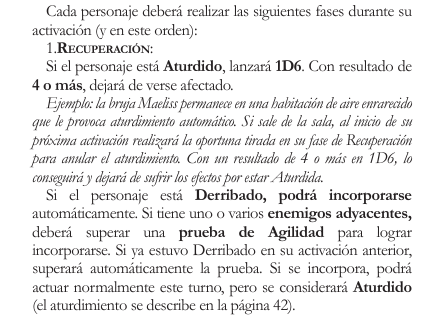 Cada personaje deberá realizar las siguientes fases durante su
activación (y en este orden):
1.RECUPERACIÓN:
Si el personaje está Aturdido, lanzará 1D6. Con resultado de
4 o más, dejará de verse afectado.
Ejemplo: la bruja Maeliss permanece en una habitación de aire enrarecido
que le provoca aturdimiento automático. Si sale de la sala, al inicio de su
próxima activación realizará la oportuna tirada en su fase de Recuperación
para anular el aturdimiento. Con un resultado de 4 o más en 1D6, lo
conseguirá y dejará de sufrir los efectos por estar Aturdida.
Si el personaje está Derribado, podrá incorporarse
automáticamente. Si tiene uno o varios enemigos adyacentes,
deberá superar una prueba de Agilidad para lograr
incorporarse. Si ya estuvo Derribado en su activación anterior,
superará automáticamente la prueba. Si se incorpora, podrá
actuar normalmente este turno, pero se considerará Aturdido
(el aturdimiento se describe en la página 42).